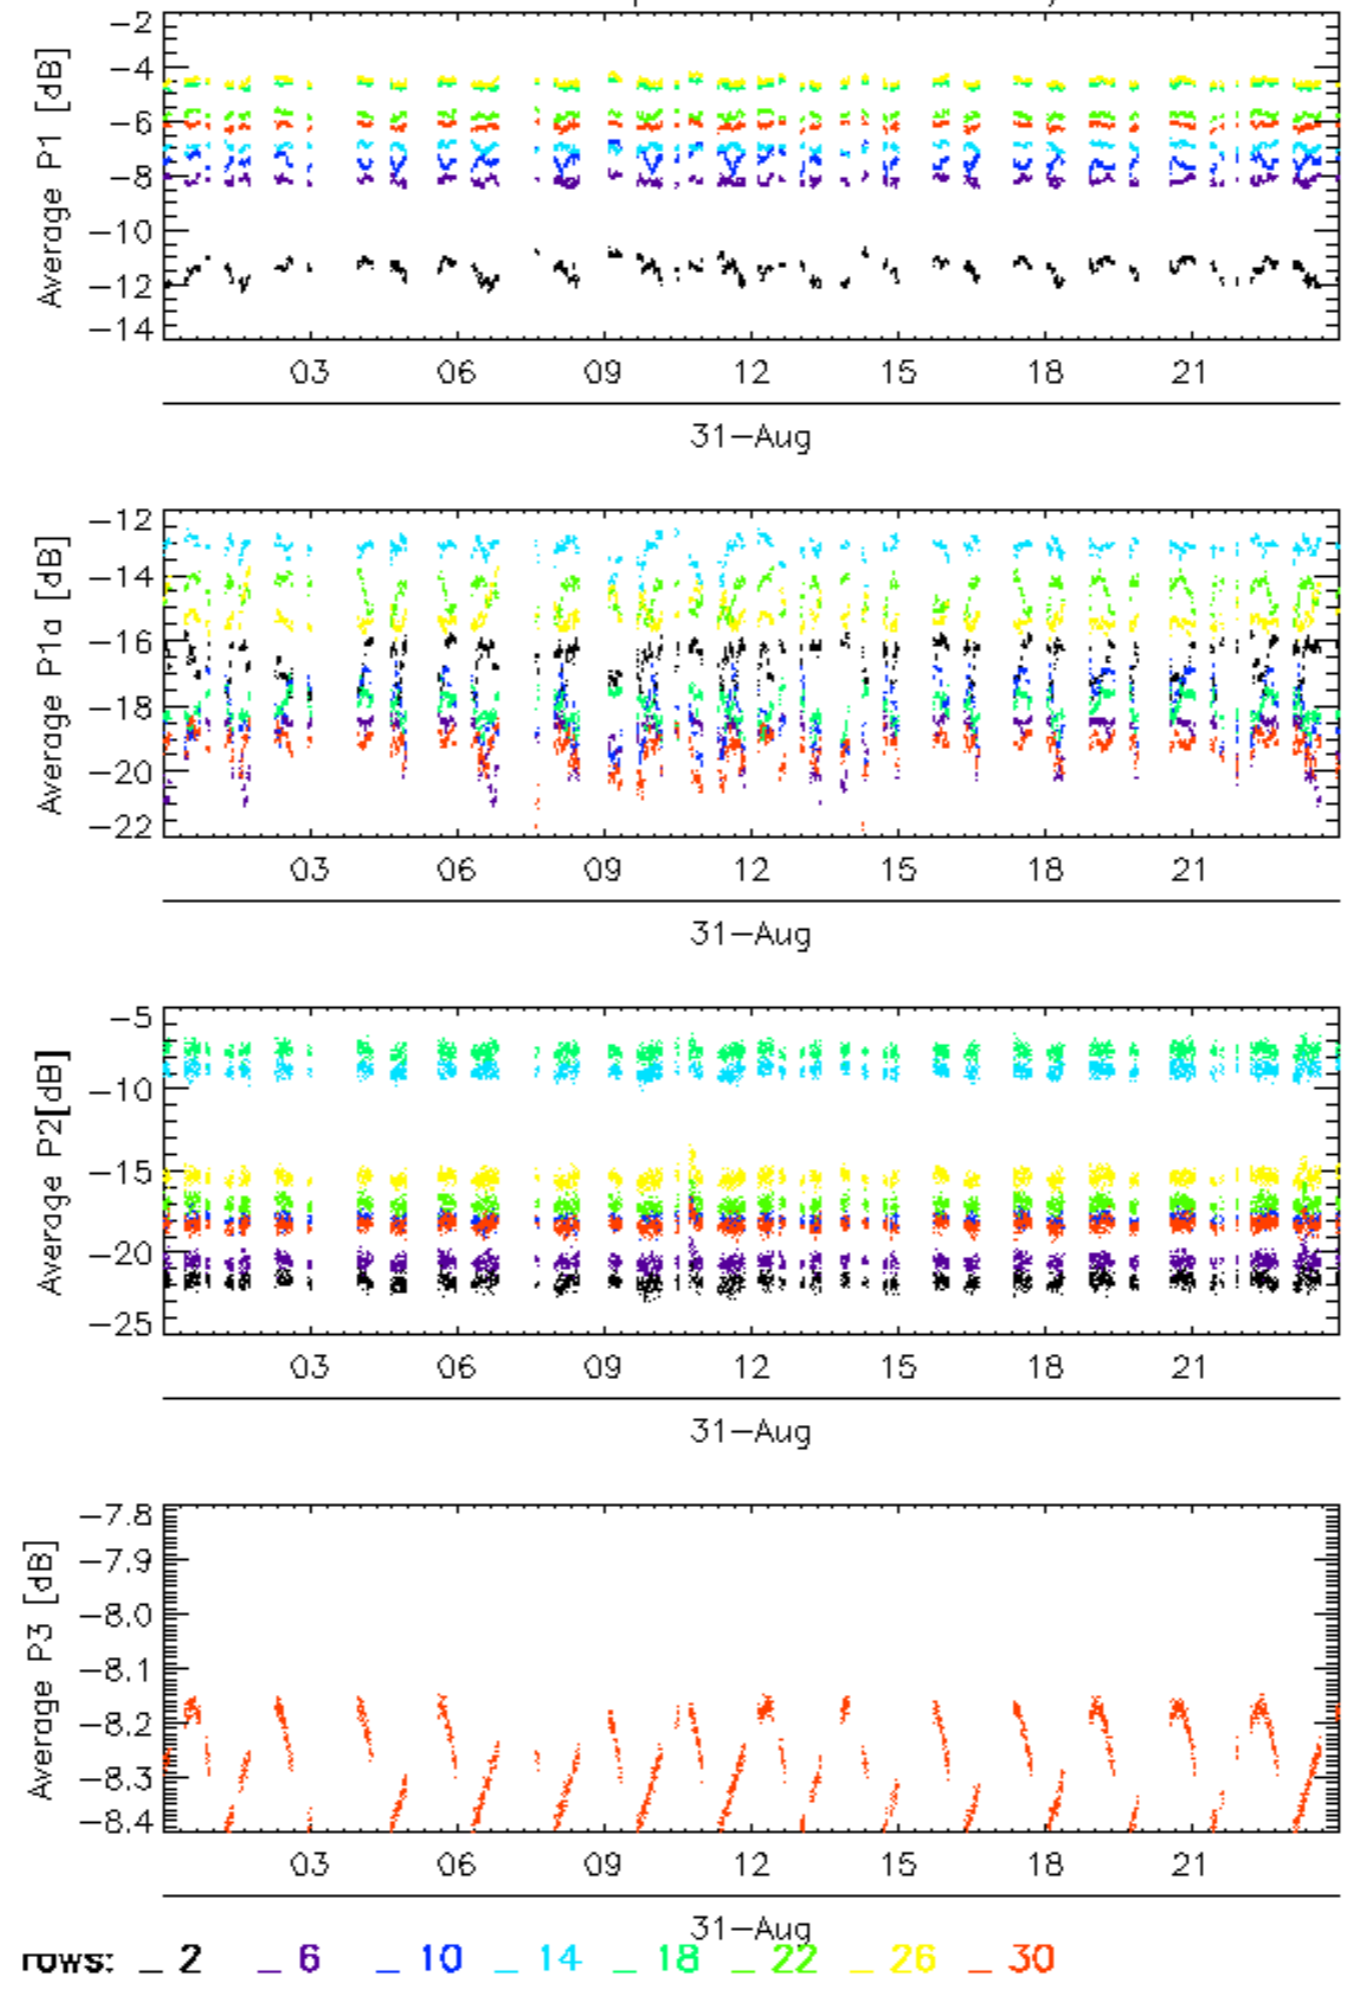 Average P1 [dB]
−2
−4
−6
−8
−10
−12
−14
03 06 09 12 15 18 21
31−Aug
Average P1a [dB]
−12
−14
−16
−18
−20
−22
03 06 09 12 15 18 21
31−Aug
Average P2[dB]
−5
−10
−15
−20
−25
03 06 09 12 15 18 21
31−Aug
Average P3 [dB]
−7.8
−7.9
−8.0
−8.1
−8.2
−8.3
−8.4
03 06 09 12 15 18 21
31−Aug
rows: _ 2 _ 6 _ 10 _ 14 _ 18 _ 22 _ 26 _ 30